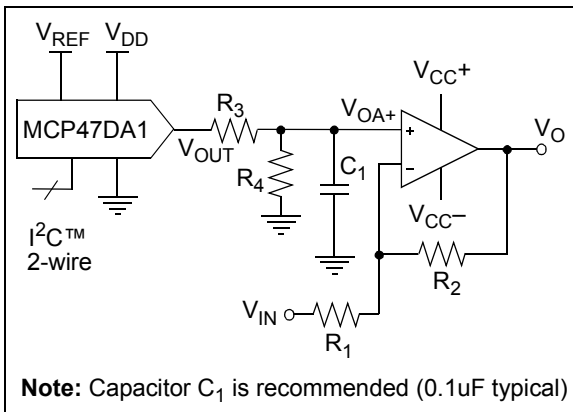 VREF
VDD
MCP47DA1
VOUT
R3
R4
C1
VOA+
VCC+
+
–
VCC–
VO
I²C™
2-wire
VIN
R1
R2
Note: Capacitor C1 is recommended (0.1uF typical)